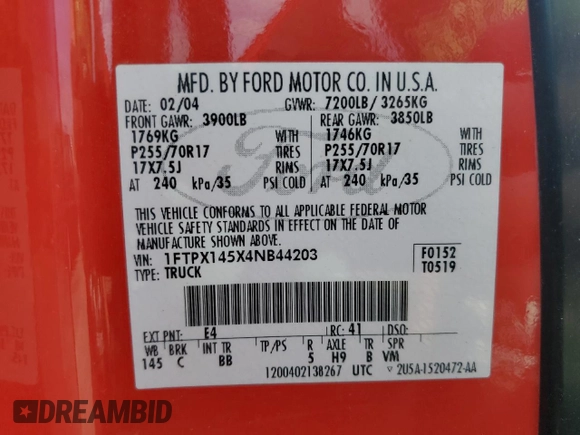 MFD. BY FORD MOTOR CO. IN U.S.A.
DATE: 02/04 GVWR: 7200LB/ 3265KG
FRONT GAWR: 3900LB REAR GAWR: 3850LB
1769KG WITH 1746KG WITH
P255/70R17 TIRES P255/70R17 TIRES
17X7.5J RIMS 17X7.5J RIMS
AT 240 kPa/35 PSI COLD AT 240 kPa/35 PSI COLD
THIS VEHICLE CONFORMS TO ALL APPLICABLE FEDERAL MOTOR
VEHICLE SAFETY STANDARDS IN EFFECT ON THE DATE OF
MANUFACTURE SHOWN ABOVE.
VIN: 1FTPX145X4NB44203 F0152
TYPE: TRUCK T0519
EXT PNT: E4 RC: 41 DSO:
WB BRK INT TR TP/PS R AXLE TR SPR
145 C BB 5 H9 B VM
1200402138267 UTC 2U5A-1520472-AA
Ford
DREAMBID